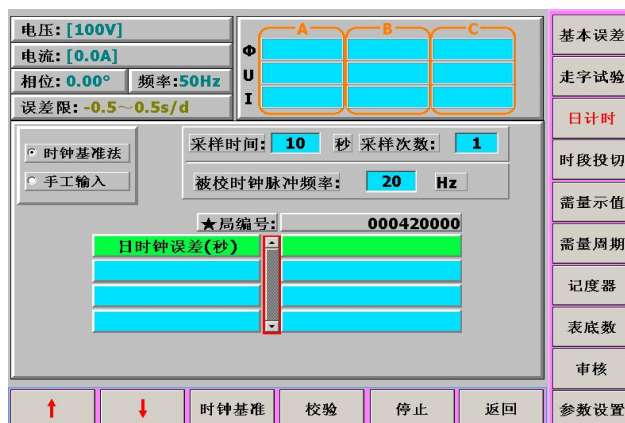 电压: [100V]
电流: [0.0A]
相位: 0.00° 频率:50Hz
误差限: -0.5～0.5s/d
A B C
Φ
U
I
时钟基准法
手工输入
采样时间: 10 秒 采样次数: 1
被校时钟脉冲频率: 20 Hz
★局编号: 000420000
日时钟误差(秒)
基本误差
走字试验
日计时
时段投切
需量示值
需量周期
记度器
表底数
审核
参数设置
↑ ↓ 时钟基准 校验 停止 返回